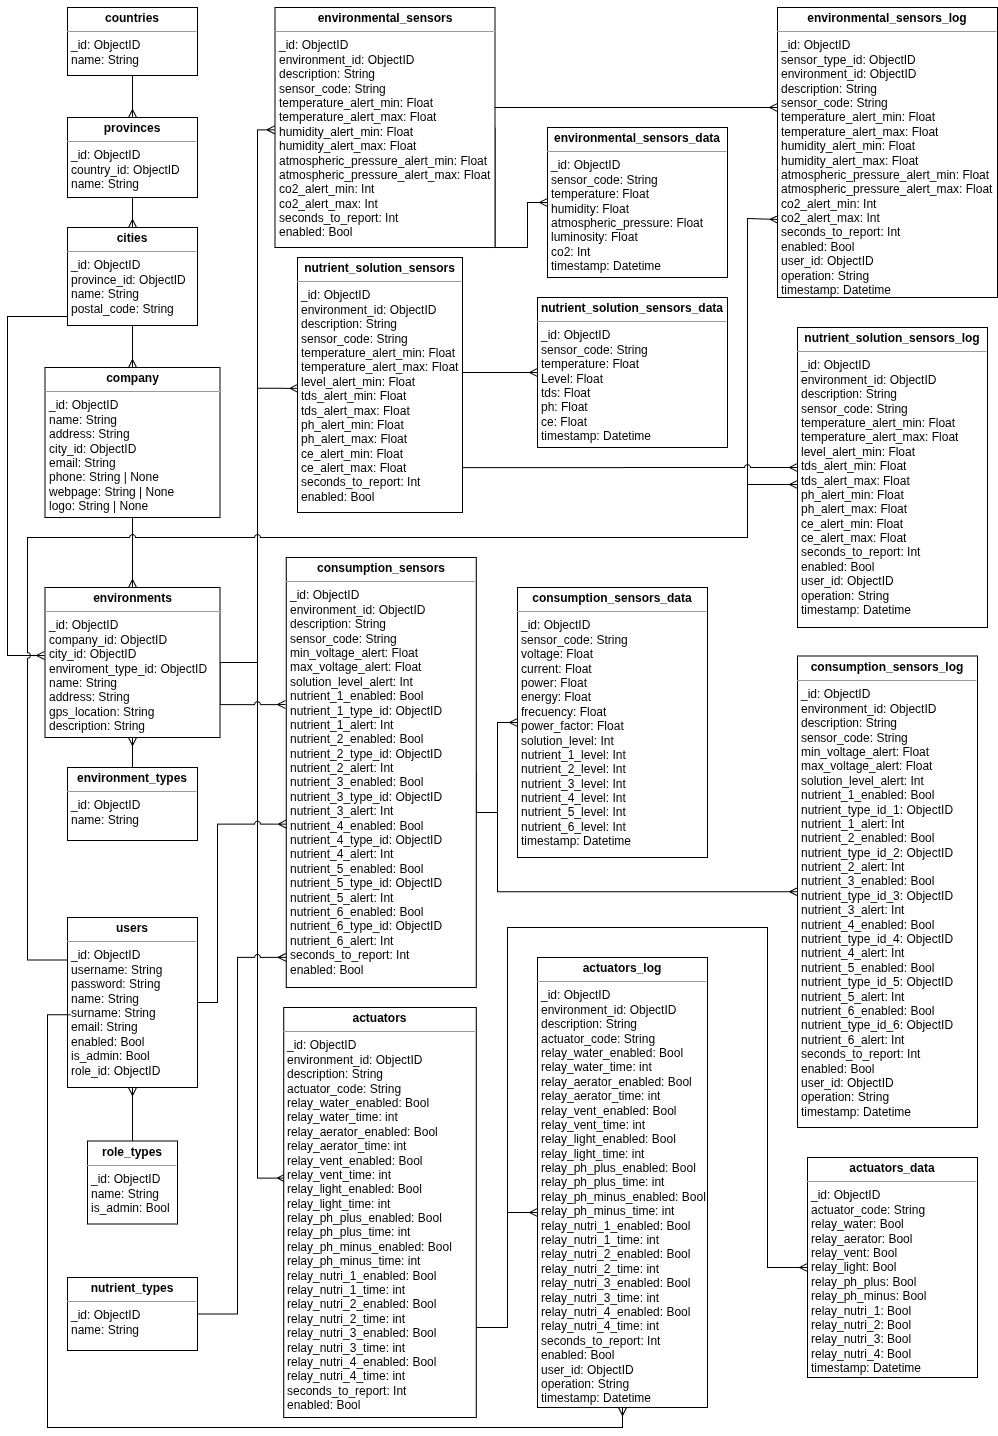 countries
_id: ObjectID
name: String
provinces
_id: ObjectID
country_id: ObjectID
name: String
cities
_id: ObjectID
province_id: ObjectID
name: String
postal_code: String
company
_id: ObjectID
name: String
address: String
city_id: ObjectID
email: String
phone: String | None
webpage: String | None
logo: String | None
environments
_id: ObjectID
company_id: ObjectID
city_id: ObjectID
enviroment_type_id: ObjectID
name: String
address: String
gps_location: String
description: String
environment_types
_id: ObjectID
name: String
users
_id: ObjectID
username: String
password: String
name: String
surname: String
email: String
enabled: Bool
is_admin: Bool
role_id: ObjectID
role_types
_id: ObjectID
name: String
is_admin: Bool
nutrient_types
_id: ObjectID
name: String
environmental_sensors
_id: ObjectID
environment_id: ObjectID
description: String
sensor_code: String
temperature_alert_min: Float
temperature_alert_max: Float
humidity_alert_min: Float
humidity_alert_max: Float
atmospheric_pressure_alert_min: Float
atmospheric_pressure_alert_max: Float
co2_alert_min: Int
co2_alert_max: Int
seconds_to_report: Int
enabled: Bool
nutrient_solution_sensors
_id: ObjectID
environment_id: ObjectID
description: String
sensor_code: String
temperature_alert_min: Float
temperature_alert_max: Float
level_alert_min: Float
tds_alert_min: Float
tds_alert_max: Float
ph_alert_min: Float
ph_alert_max: Float
ce_alert_min: Float
ce_alert_max: Float
seconds_to_report: Int
enabled: Bool
consumption_sensors
_id: ObjectID
environment_id: ObjectID
description: String
sensor_code: String
min_voltage_alert: Float
max_voltage_alert: Float
solution_level_alert: Int
nutrient_1_enabled: Bool
nutrient_1_type_id: ObjectID
nutrient_1_alert: Int
nutrient_2_enabled: Bool
nutrient_2_type_id: ObjectID
nutrient_2_alert: Int
nutrient_3_enabled: Bool
nutrient_3_type_id: ObjectID
nutrient_3_alert: Int
nutrient_4_enabled: Bool
nutrient_4_type_id: ObjectID
nutrient_4_alert: Int
nutrient_5_enabled: Bool
nutrient_5_type_id: ObjectID
nutrient_5_alert: Int
nutrient_6_enabled: Bool
nutrient_6_type_id: ObjectID
nutrient_6_alert: Int
seconds_to_report: Int
enabled: Bool
actuators
_id: ObjectID
environment_id: ObjectID
description: String
actuator_code: String
relay_water_enabled: Bool
relay_water_time: int
relay_aerator_enabled: Bool
relay_aerator_time: int
relay_vent_enabled: Bool
relay_vent_time: int
relay_light_enabled: Bool
relay_light_time: int
relay_ph_plus_enabled: Bool
relay_ph_plus_time: int
relay_ph_minus_enabled: Bool
relay_ph_minus_time: int
relay_nutri_1_enabled: Bool
relay_nutri_1_time: int
relay_nutri_2_enabled: Bool
relay_nutri_2_time: int
relay_nutri_3_enabled: Bool
relay_nutri_3_time: int
relay_nutri_4_enabled: Bool
relay_nutri_4_time: int
seconds_to_report: Int
enabled: Bool
environmental_sensors_data
_id: ObjectID
sensor_code: String
temperature: Float
humidity: Float
atmospheric_pressure: Float
luminosity: Float
co2: Int
timestamp: Datetime
nutrient_solution_sensors_data
_id: ObjectID
sensor_code: String
temperature: Float
Level: Float
tds: Float
ph: Float
ce: Float
timestamp: Datetime
consumption_sensors_data
_id: ObjectID
sensor_code: String
voltage: Float
current: Float
power: Float
energy: Float
frecuency: Float
power_factor: Float
solution_level: Int
nutrient_1_level: Int
nutrient_2_level: Int
nutrient_3_level: Int
nutrient_4_level: Int
nutrient_5_level: Int
nutrient_6_level: Int
timestamp: Datetime
actuators_log
_id: ObjectID
environment_id: ObjectID
description: String
actuator_code: String
relay_water_enabled: Bool
relay_water_time: int
relay_aerator_enabled: Bool
relay_aerator_time: int
relay_vent_enabled: Bool
relay_vent_time: int
relay_light_enabled: Bool
relay_light_time: int
relay_ph_plus_enabled: Bool
relay_ph_plus_time: int
relay_ph_minus_enabled: Bool
relay_ph_minus_time: int
relay_nutri_1_enabled: Bool
relay_nutri_1_time: int
relay_nutri_2_enabled: Bool
relay_nutri_2_time: int
relay_nutri_3_enabled: Bool
relay_nutri_3_time: int
relay_nutri_4_enabled: Bool
relay_nutri_4_time: int
seconds_to_report: Int
enabled: Bool
user_id: ObjectID
operation: String
timestamp: Datetime
environmental_sensors_log
_id: ObjectID
sensor_type_id: ObjectID
environment_id: ObjectID
description: String
sensor_code: String
temperature_alert_min: Float
temperature_alert_max: Float
humidity_alert_min: Float
humidity_alert_max: Float
atmospheric_pressure_alert_min: Float
atmospheric_pressure_alert_max: Float
co2_alert_min: Int
co2_alert_max: Int
seconds_to_report: Int
enabled: Bool
user_id: ObjectID
operation: String
timestamp: Datetime
nutrient_solution_sensors_log
_id: ObjectID
environment_id: ObjectID
description: String
sensor_code: String
temperature_alert_min: Float
temperature_alert_max: Float
level_alert_min: Float
tds_alert_min: Float
tds_alert_max: Float
ph_alert_min: Float
ph_alert_max: Float
ce_alert_min: Float
ce_alert_max: Float
seconds_to_report: Int
enabled: Bool
user_id: ObjectID
operation: String
timestamp: Datetime
consumption_sensors_log
_id: ObjectID
environment_id: ObjectID
description: String
sensor_code: String
min_voltage_alert: Float
max_voltage_alert: Float
solution_level_alert: Int
nutrient_1_enabled: Bool
nutrient_type_id_1: ObjectID
nutrient_1_alert: Int
nutrient_2_enabled: Bool
nutrient_type_id_2: ObjectID
nutrient_2_alert: Int
nutrient_3_enabled: Bool
nutrient_type_id_3: ObjectID
nutrient_3_alert: Int
nutrient_4_enabled: Bool
nutrient_type_id_4: ObjectID
nutrient_4_alert: Int
nutrient_5_enabled: Bool
nutrient_type_id_5: ObjectID
nutrient_5_alert: Int
nutrient_6_enabled: Bool
nutrient_type_id_6: ObjectID
nutrient_6_alert: Int
seconds_to_report: Int
enabled: Bool
user_id: ObjectID
operation: String
timestamp: Datetime
actuators_data
_id: ObjectID
actuator_code: String
relay_water: Bool
relay_aerator: Bool
relay_vent: Bool
relay_light: Bool
relay_ph_plus: Bool
relay_ph_minus: Bool
relay_nutri_1: Bool
relay_nutri_2: Bool
relay_nutri_3: Bool
relay_nutri_4: Bool
timestamp: Datetime